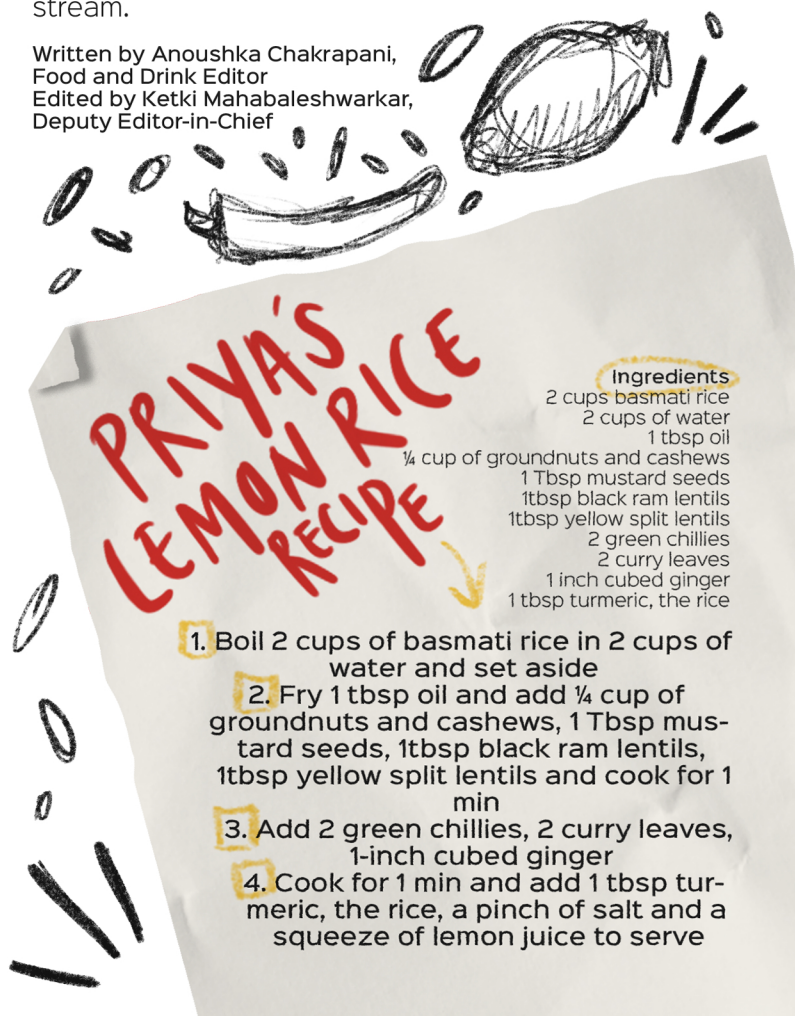 stream.
Written by Anoushka Chakrapani,
Food and Drink Editor
Edited by Ketki Mahabaleshwarkar,
Deputy Editor-in-Chief
PRIYA'S
LEMON RICE
RECIPE
Ingredients
2 cups basmati rice
2 cups of water
1 tbsp oil
¼ cup of groundnuts and cashews
1 Tbsp mustard seeds
1tbsp black ram lentils
1tbsp yellow split lentils
2 green chillies
2 curry leaves
1 inch cubed ginger
1 tbsp turmeric, the rice
1. Boil 2 cups of basmati rice in 2 cups of
water and set aside
2. Fry 1 tbsp oil and add ¼ cup of
groundnuts and cashews, 1 Tbsp mus-
tard seeds, 1tbsp black ram lentils,
1tbsp yellow split lentils and cook for 1
min
3. Add 2 green chillies, 2 curry leaves,
1-inch cubed ginger
4. Cook for 1 min and add 1 tbsp tur-
meric, the rice, a pinch of salt and a
squeeze of lemon juice to serve